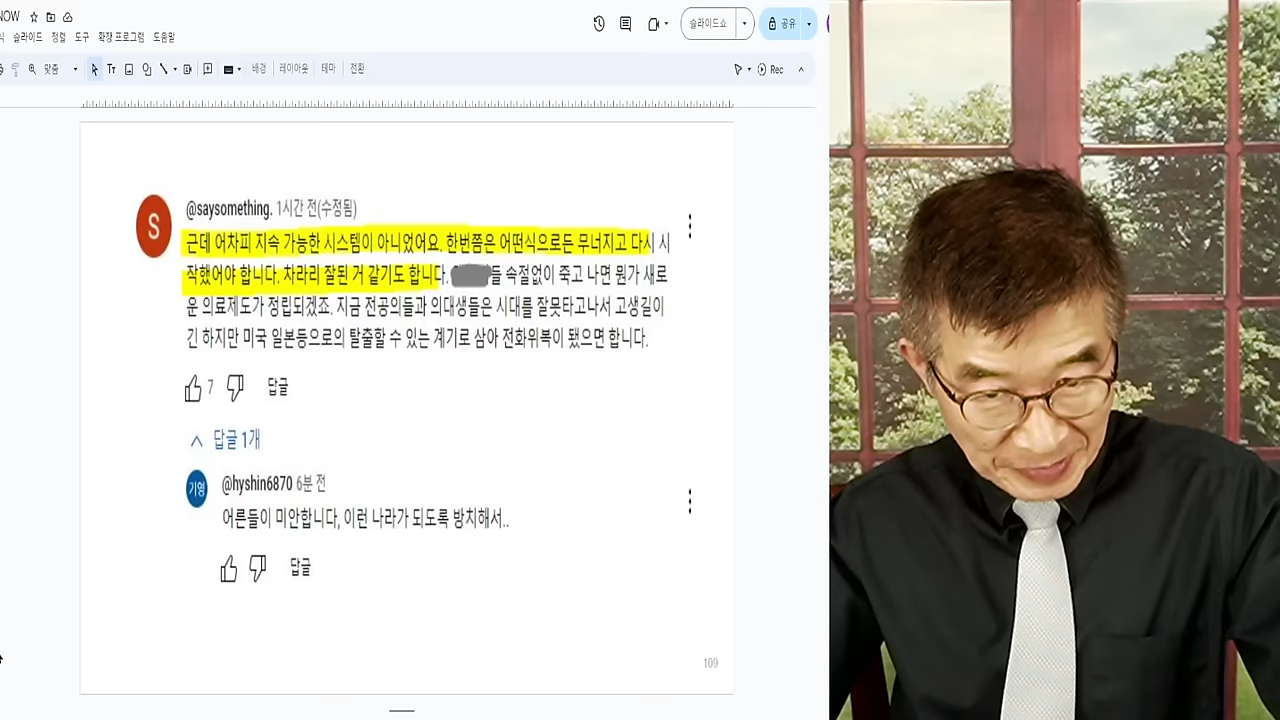 NOW
슬라이드 정렬 도구 확장 프로그램 도움말
슬라이드쇼
공유
맞춤
Tт
배경
레이아웃
테마
전환
Rec
S
@saysomething. 1시간 전(수정됨)
근데 어차피 지속 가능한 시스템이 아니었어요. 한번쯤은 어떤식으로든 무너지고 다시 시
작했어야 합니다. 차라리 잘된 거 같기도 합니다. 들 속절없이 죽고 나면 뭔가 새로
운 의료제도가 정립되겠죠. 지금 전공의들과 의대생들은 시대를 잘못타고나서 고생길이
긴 하지만 미국 일본등으로의 탈출할 수 있는 계기로 삼아 전화위복이 됐으면 합니다.
7 답글
답글 1개
기영
@hyshin6870 6분 전
어른들이 미안합니다, 이런 나라가 되도록 방치해서..
답글
109